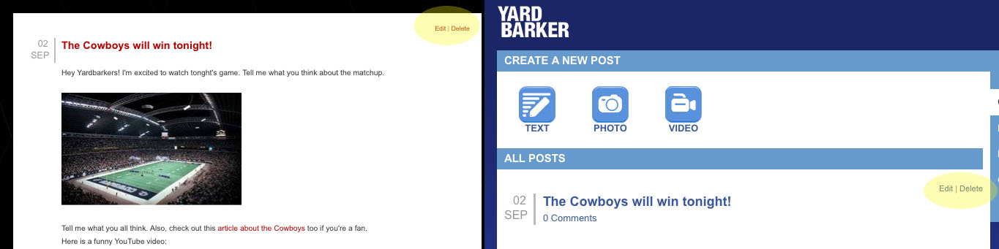 Edit | Delete
02
SEP
The Cowboys will win tonight!
Hey Yardbarkers! I'm excited to watch tonght's game. Tell me what you think about the matchup.
Tell me what you all think. Also, check out this article about the Cowboys too if you're a fan.
Here is a funny YouTube video:
YARD
BARKER
CREATE A NEW POST
TEXT
PHOTO
VIDEO
ALL POSTS
Edit | Delete
02
SEP
The Cowboys will win tonight!
0 Comments